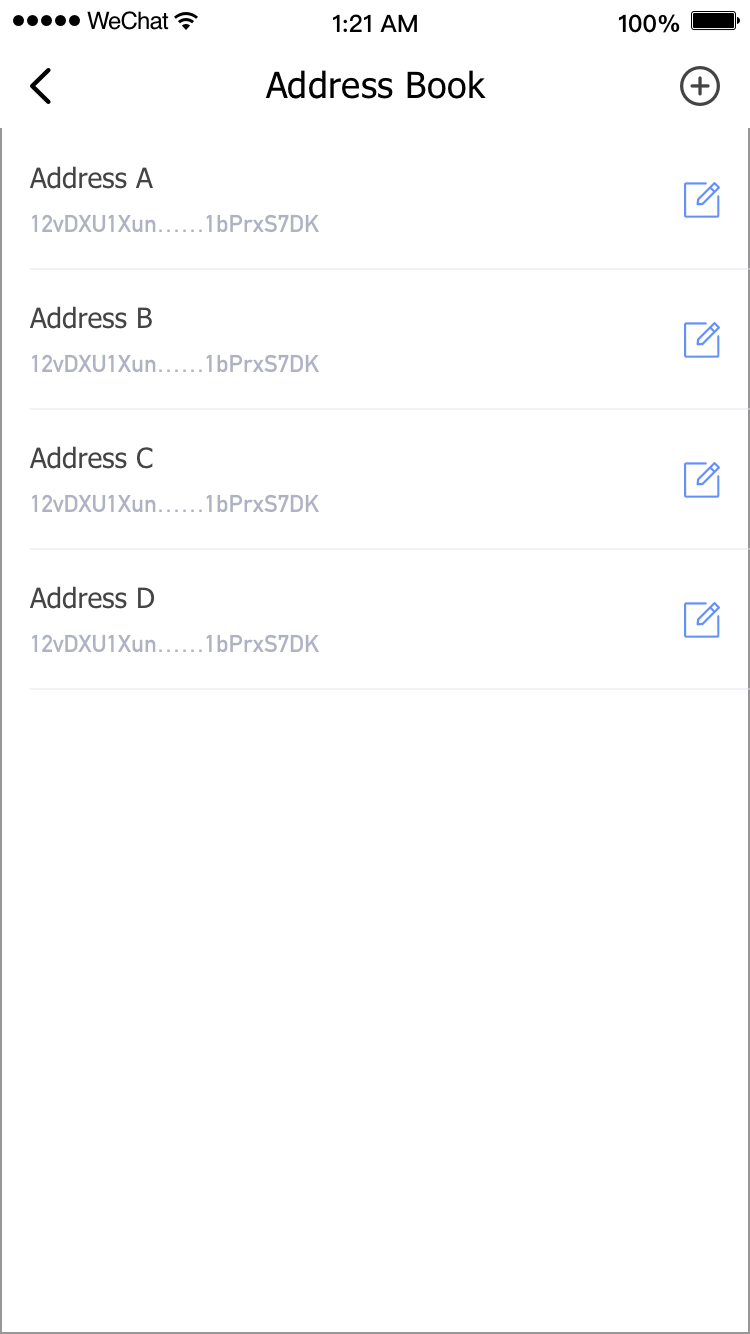 WeChat 1:21 AM 100%
Address Book
Address A
12vDXU1Xun......1bPrxS7DK
Address B
12vDXU1Xun......1bPrxS7DK
Address C
12vDXU1Xun......1bPrxS7DK
Address D
12vDXU1Xun......1bPrxS7DK